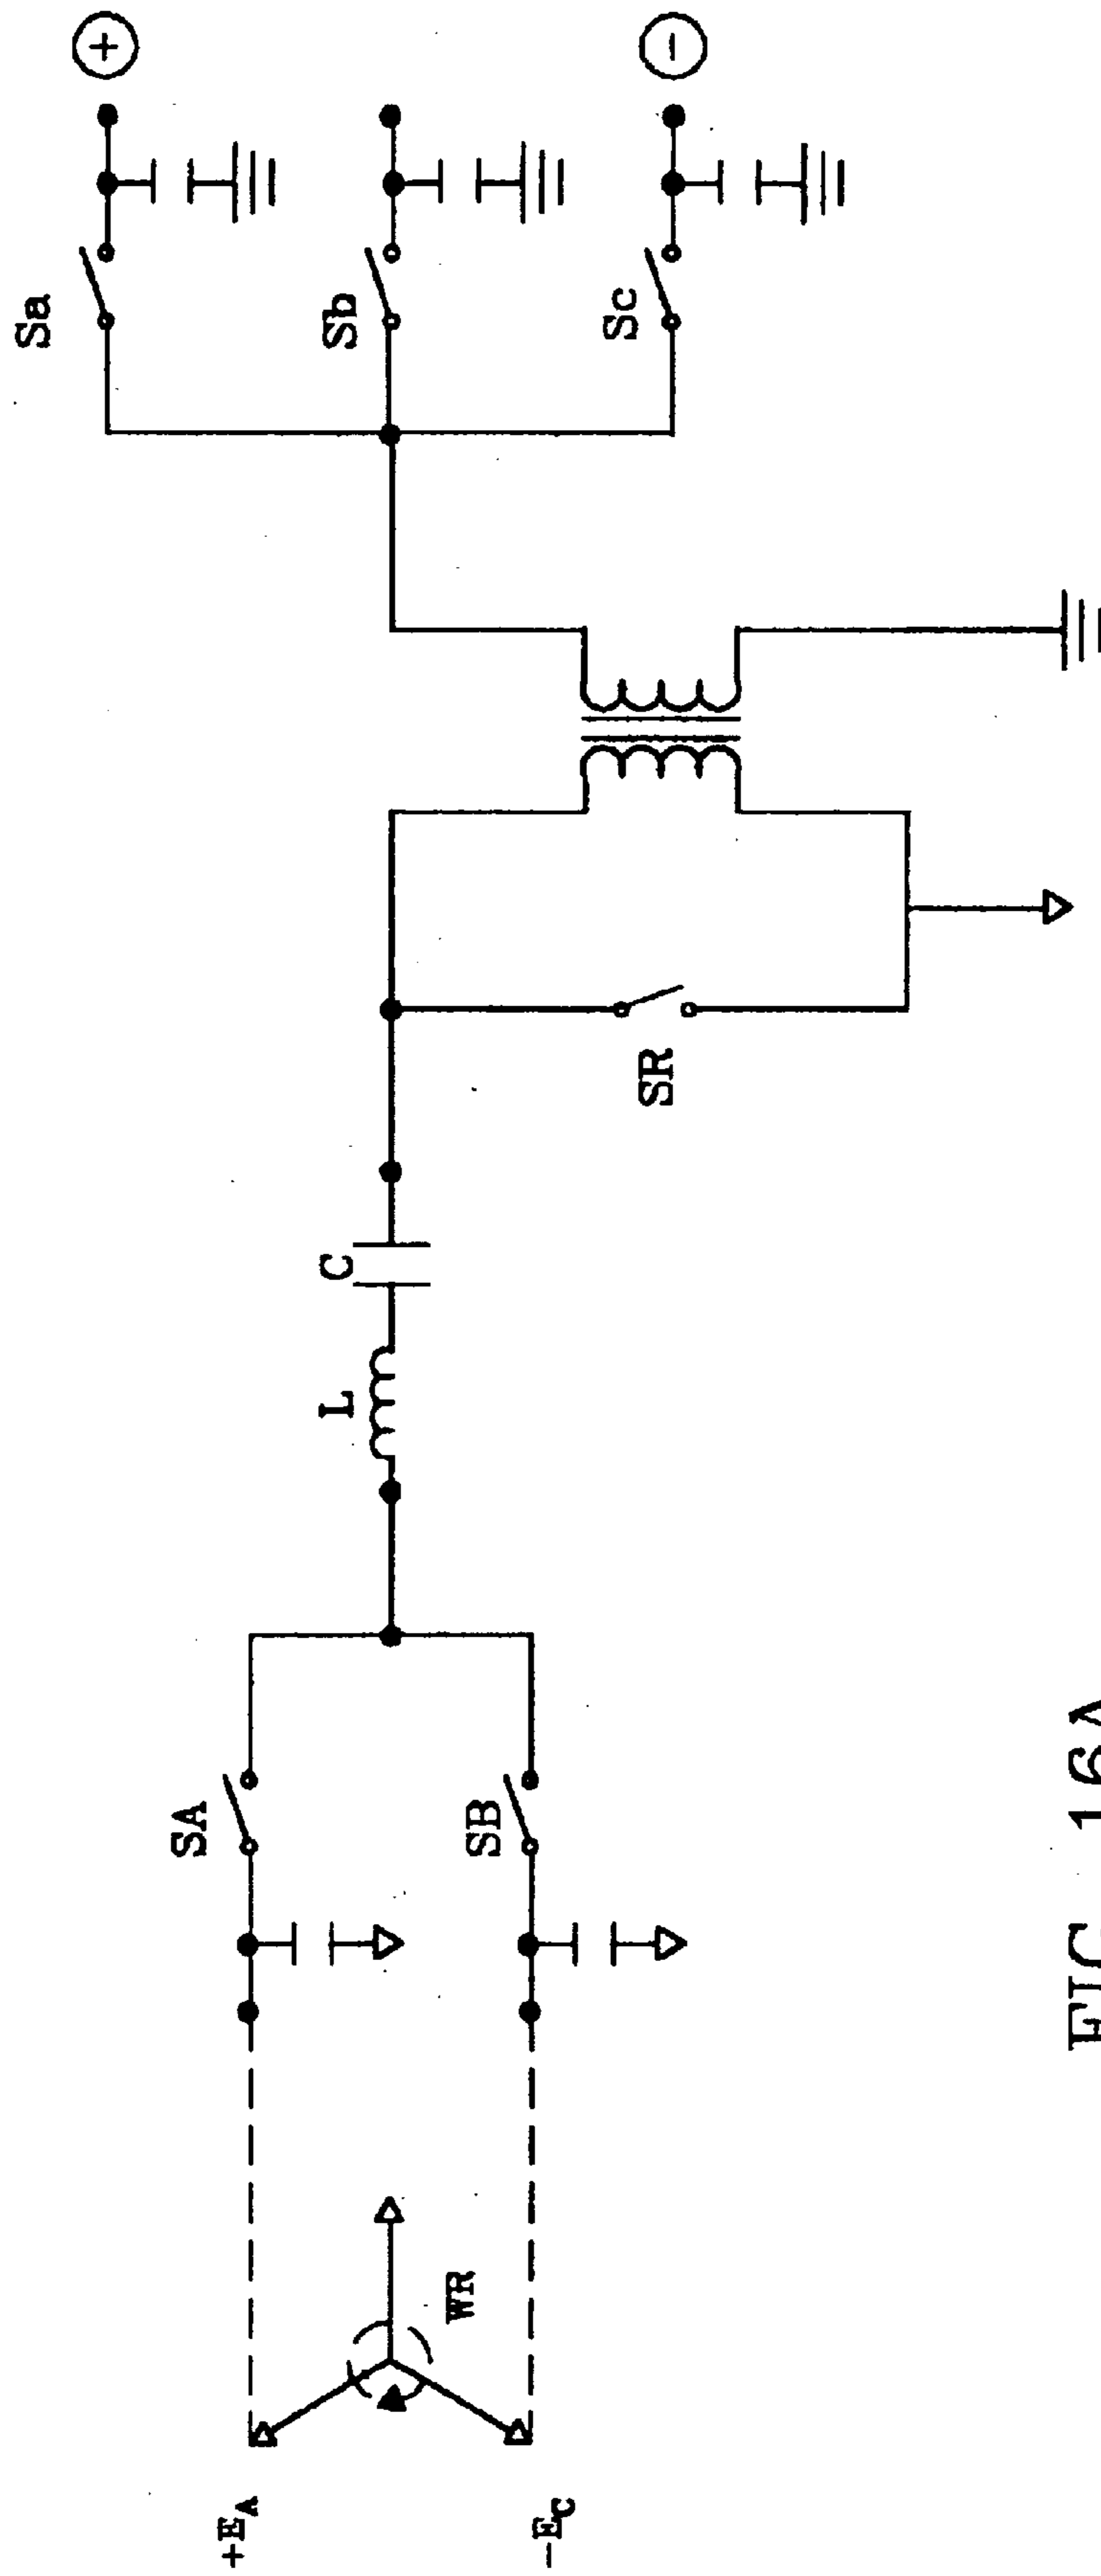 +E_A
-E_C
WR
SA
SB
L
C
SR
Sa
Sb
Sc
+
-
FIG. 16A